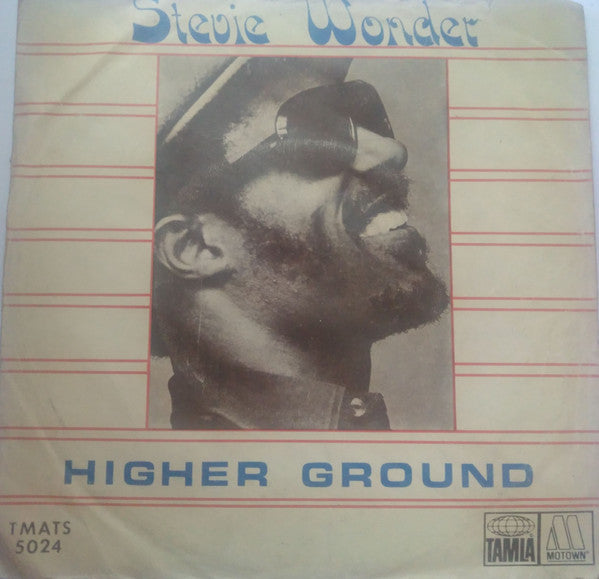 Stevie Wonder
HIGHER GROUND
TMATS
5024
TAMLA
MOTOWN